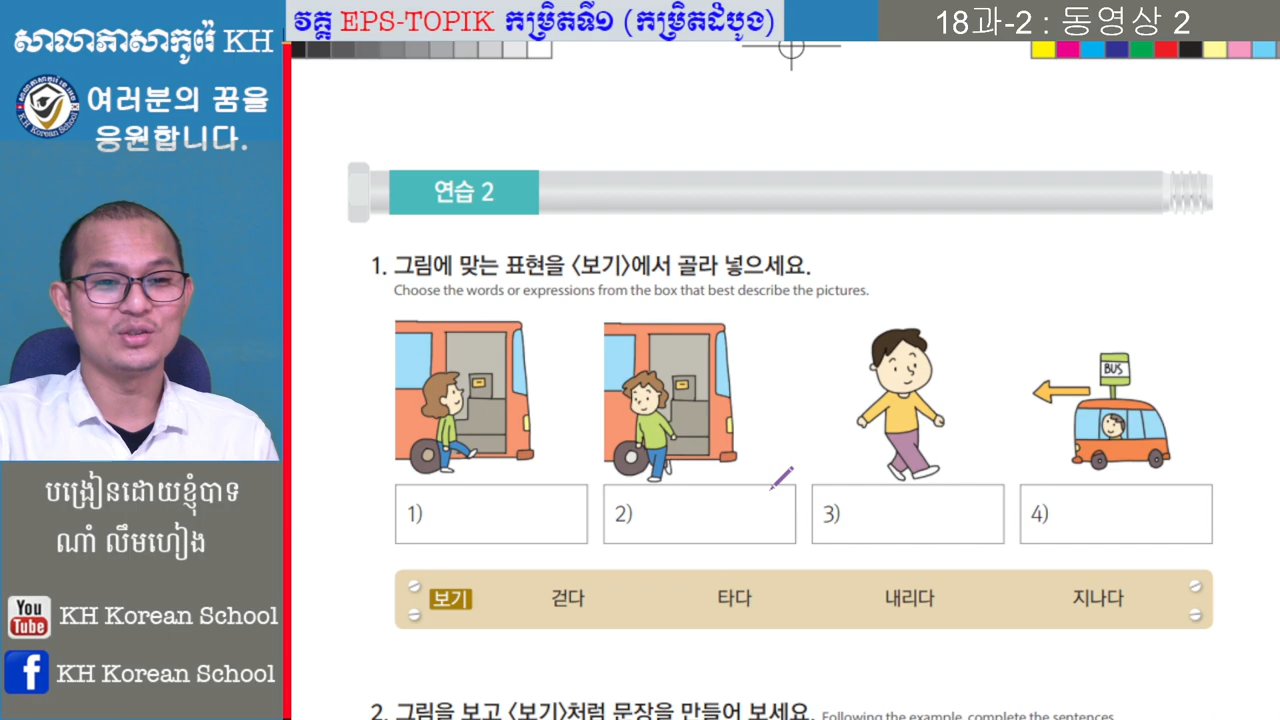 សាលាភាសាកូរ៉េ KH
여러분의 꿈을
응원합니다.
វគ្គ EPS-TOPIK កម្រិតទី១ (កម្រិតដំបូង)
18과-2 : 동영상 2
연습 2
1. 그림에 맞는 표현을 〈보기〉에서 골라 넣으세요.
Choose the words or expressions from the box that best describe the pictures.
BUS
1) 2) 3) 4)
보기 걷다 타다 내리다 지나다
2. 그림을 보고 〈보기〉처럼 문장을 만들어 보세요. Following the example, complete the sentences.
បង្រៀនដោយខ្ញុំបាទ
ណាំ លឹមហៀង
You Tube KH Korean School
f KH Korean School